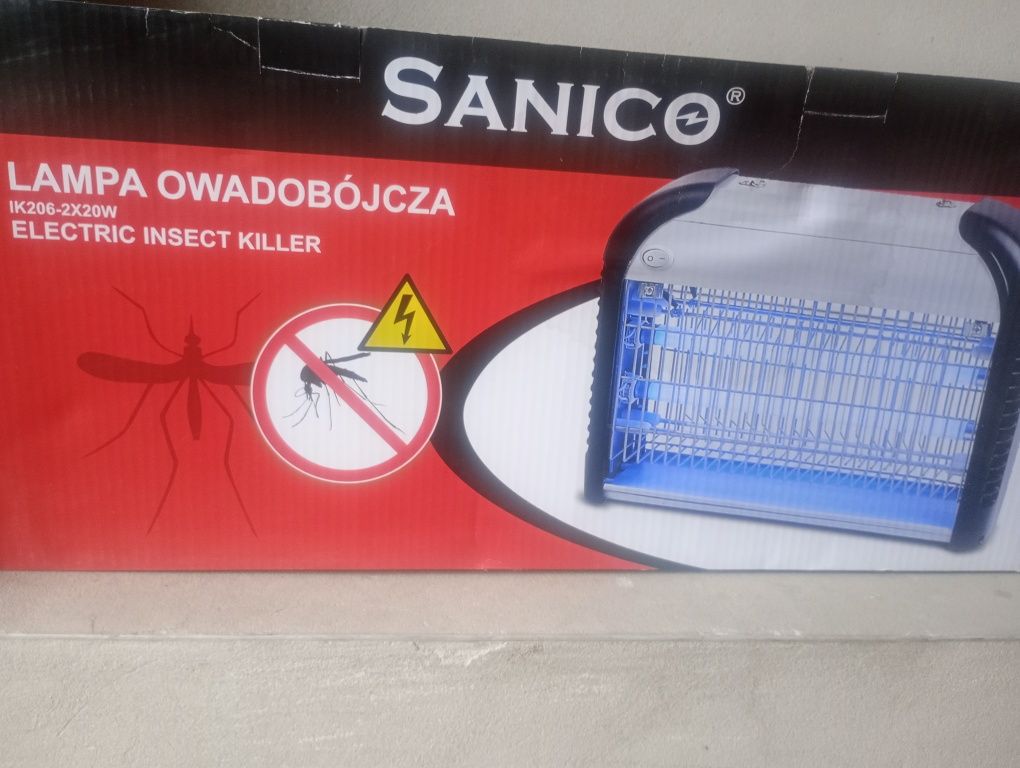 SANICO®
LAMPA OWADOBÓJCZA
IK206-2X20W
ELECTRIC INSECT KILLER